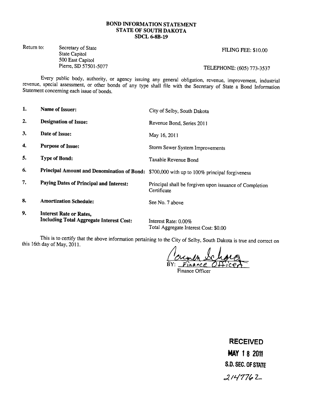 BOND INFORMATION STATEMENT
STATE OF SOUTH DAKOTA
SDCL 6-8B-19
Return to: Secretary of State FILING FEE: $10.00
State Capitol
500 East Capitol
Pierre, SD 57501-5077 TELEPHONE: (605) 773-3537
Every public body, authority, or agency issuing any general obligation, revenue, improvement, industrial
revenue, special assessment, or other bonds of any type shall file with the Secretary of State a Bond Information
Statement concerning each issue of bonds.
1. Name of Issuer: City of Selby, South Dakota
2. Designation of Issue: Revenue Bond, Series 2011
3. Date of Issue: May 16, 2011
4. Purpose of Issue: Storm Sewer System Improvements
5. Type of Bond: Taxable Revenue Bond
6. Principal Amount and Denomination of Bond: $700,000 with up to 100% principal forgiveness
7. Paying Dates of Principal and Interest: Principal shall be forgiven upon issuance of Completion
Certificate
8. Amortization Schedule: See No. 7 above
9. Interest Rate or Rates,
Including Total Aggregate Interest Cost: Interest Rate: 0.00%
Total Aggregate Interest Cost: $0.00
This is to certify that the above information pertaining to the City of Selby, South Dakota is true and correct on
this 16th day of May, 2011.
BY: Finance Officer
Finance Officer
RECEIVED
MAY 18 2011
S.D. SEC. OF STATE
2147762